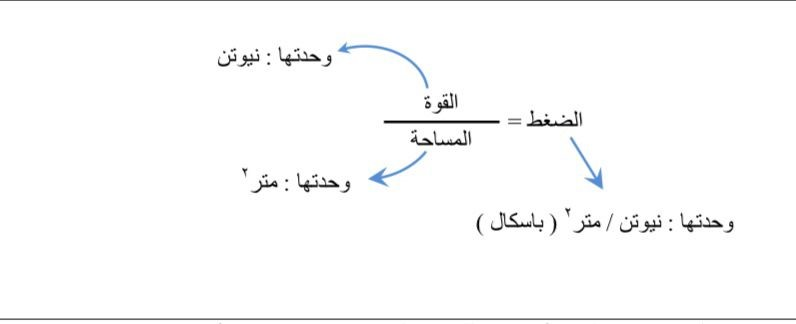 وحدتها : نيوتن
القوة
الضغط =
المساحة
وحدتها : متر٢
وحدتها : نيوتن / متر٢ ( باسكال )